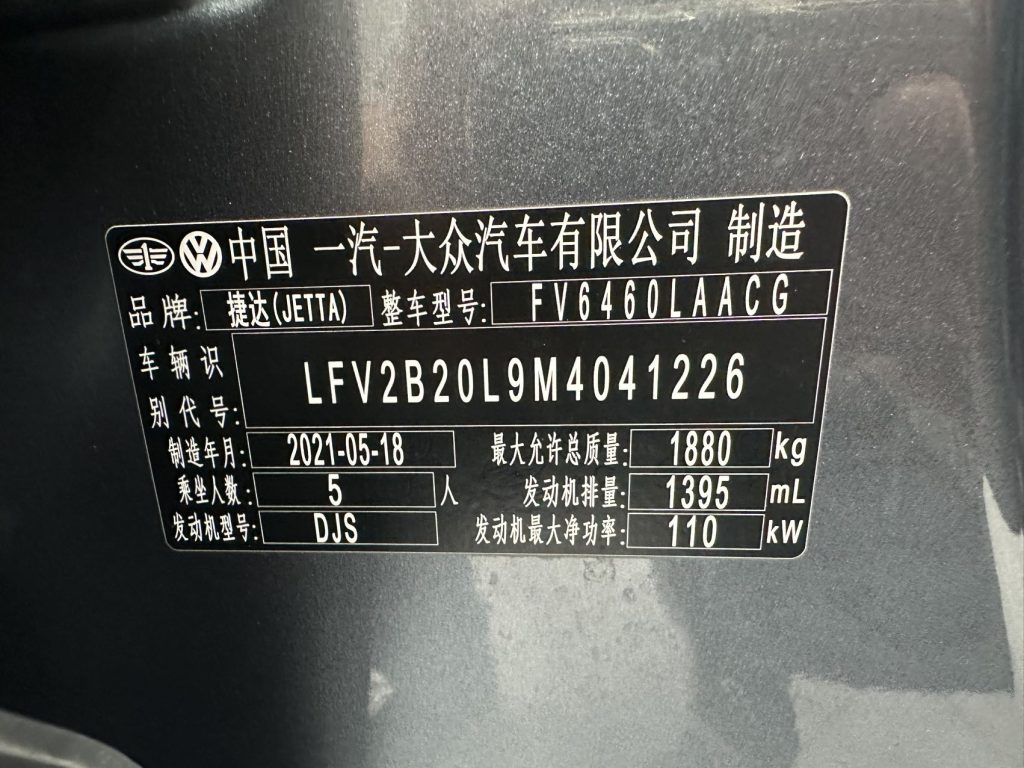 中国 一汽-大众汽车有限公司 制造
品牌: 捷达(JETTA) 整车型号: FV6460LAACG
车辆识别代号: LFV2B20L9M4041226
制造年月: 2021-05-18 最大允许总质量: 1880 kg
乘坐人数: 5 人 发动机排量: 1395 mL
发动机型号: DJS 发动机最大净功率: 110 kW